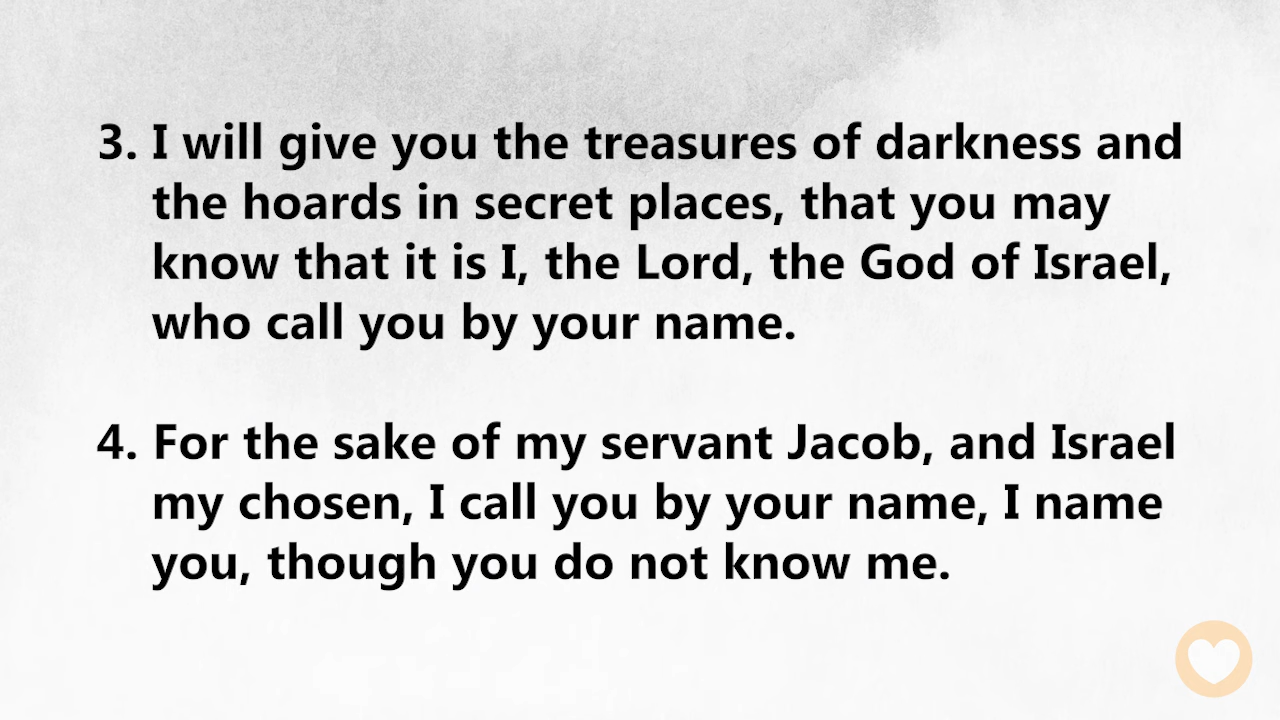 3. I will give you the treasures of darkness and
the hoards in secret places, that you may
know that it is I, the Lord, the God of Israel,
who call you by your name.
4. For the sake of my servant Jacob, and Israel
my chosen, I call you by your name, I name
you, though you do not know me.